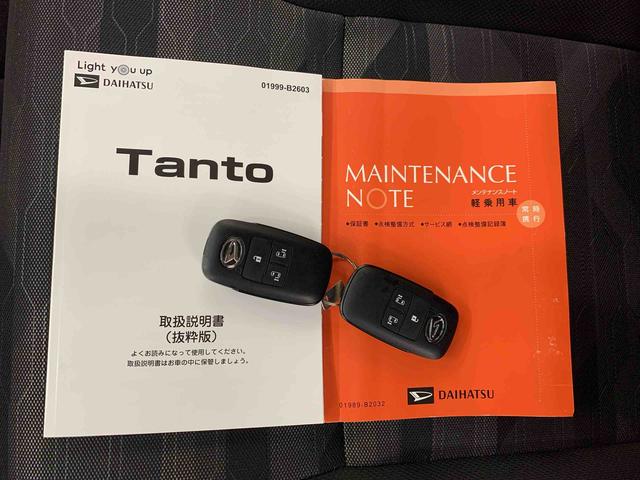 Light you up
DAIHATSU
01999-B2603
Tanto
取扱説明書
(抜粋版)
よくお読みになって使用してください。
取扱説明書はお車の中に保管しましょう。
MAINTENANCE
NOTE
メンテナンスノート
軽乗用車
常時
携行
●保証書 ●点検整備方式 ●サービス網 ●点検整備記録簿
DAIHATSU
01989-B2032